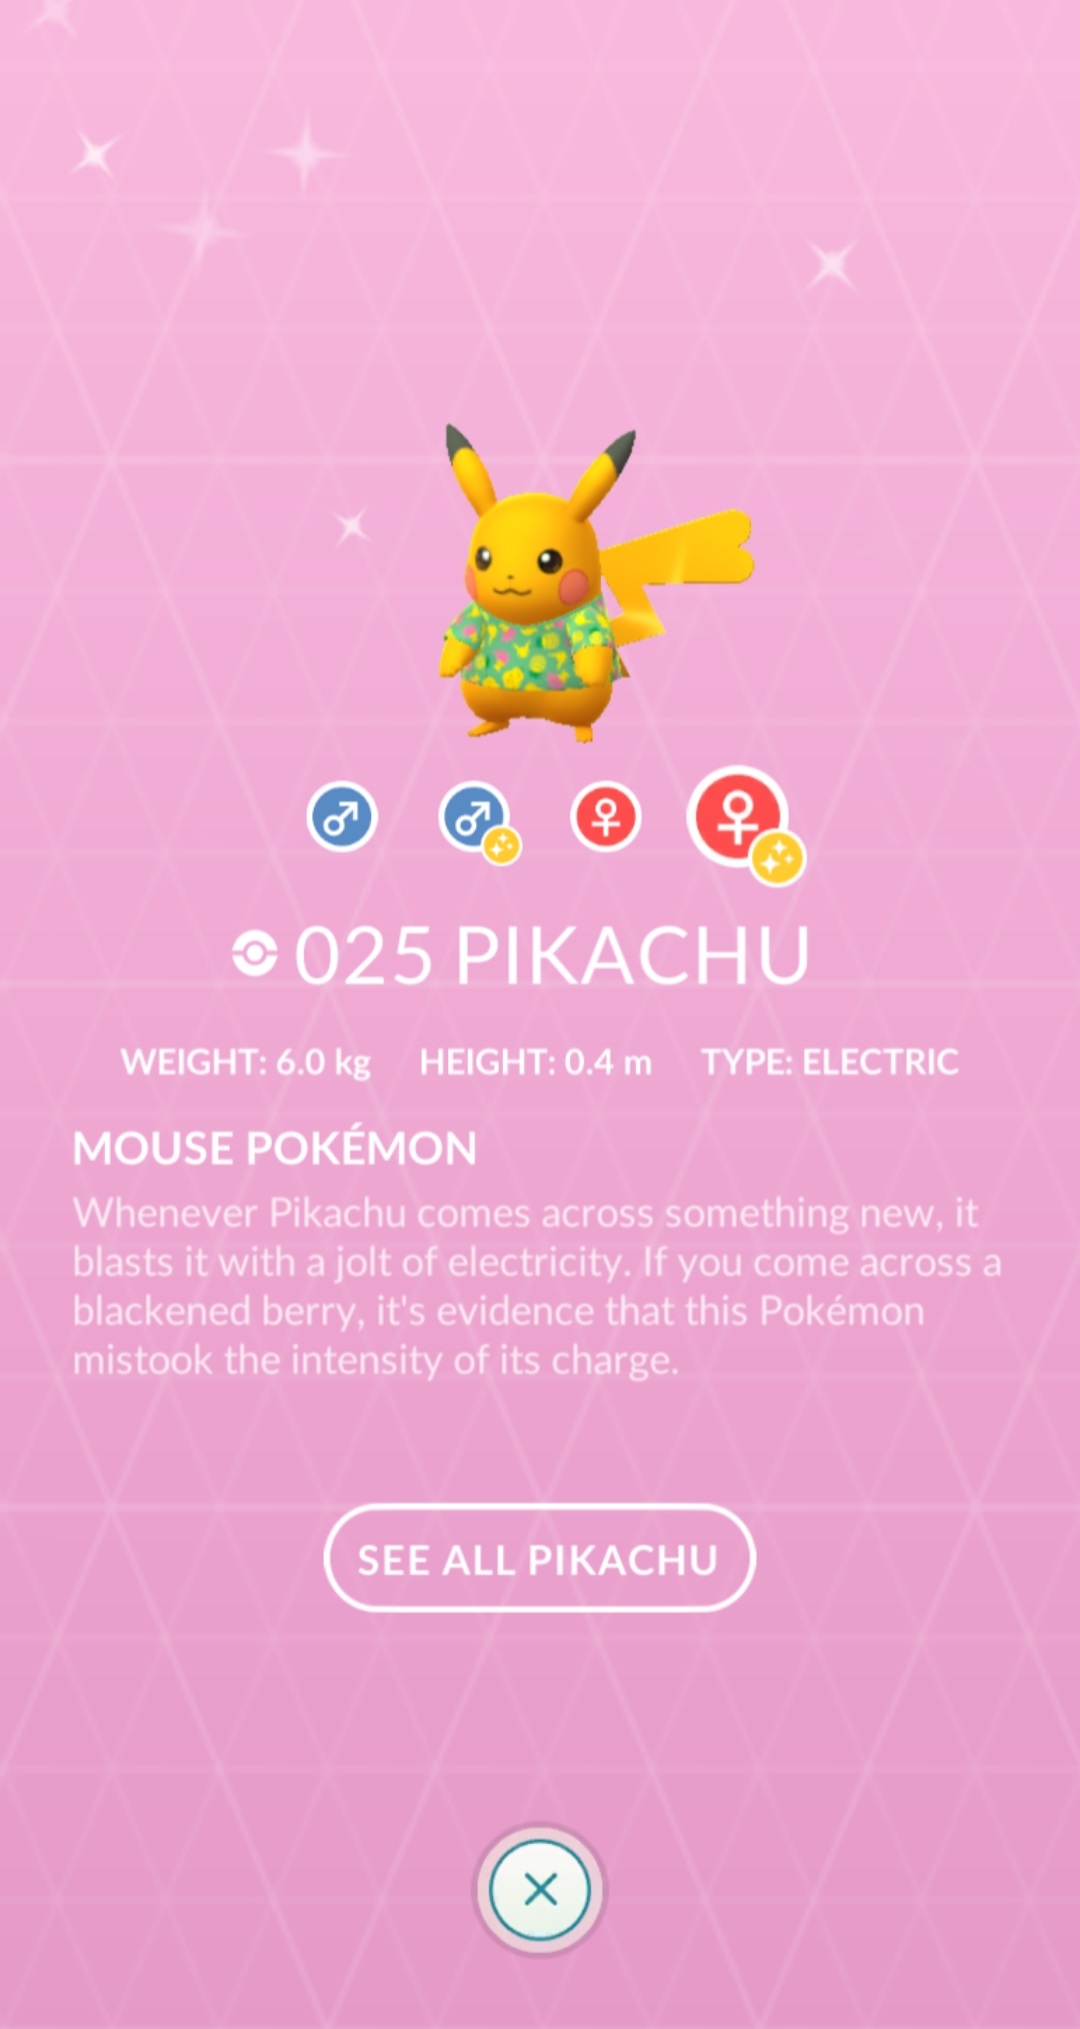 025 PIKACHU
WEIGHT: 6.0 kg HEIGHT: 0.4 m TYPE: ELECTRIC
MOUSE POKÉMON
Whenever Pikachu comes across something new, it
blasts it with a jolt of electricity. If you come across a
blackened berry, it's evidence that this Pokémon
mistook the intensity of its charge.
SEE ALL PIKACHU